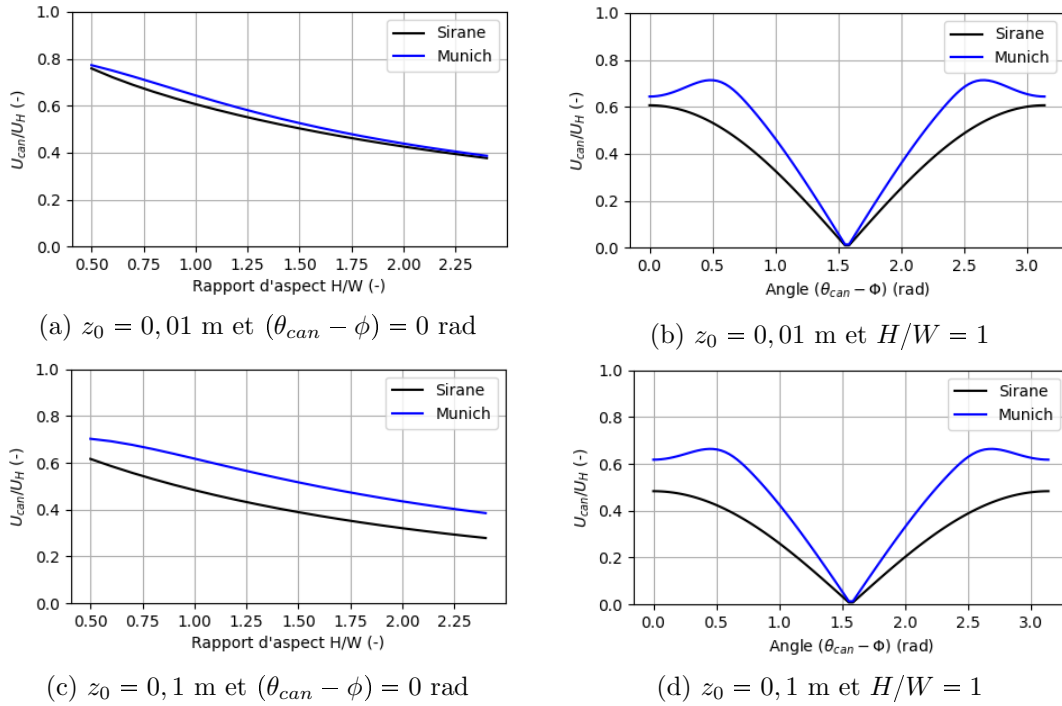 1.0
0.8
0.6
0.4
0.2
0.0
U_can/U_H (-)
Sirane
Munich
0.50 0.75 1.00 1.25 1.50 1.75 2.00 2.25
Rapport d'aspect H/W (-)
(a) z_0 = 0,01 m et (θ_can − ϕ) = 0 rad
1.0
0.8
0.6
0.4
0.2
0.0
U_can/U_H (-)
Sirane
Munich
0.0 0.5 1.0 1.5 2.0 2.5 3.0
Angle (θ_can − Φ) (rad)
(b) z_0 = 0,01 m et H/W = 1
1.0
0.8
0.6
0.4
0.2
0.0
U_can/U_H (-)
Sirane
Munich
0.50 0.75 1.00 1.25 1.50 1.75 2.00 2.25
Rapport d'aspect H/W (-)
(c) z_0 = 0,1 m et (θ_can − ϕ) = 0 rad
1.0
0.8
0.6
0.4
0.2
0.0
U_can/U_H (-)
Sirane
Munich
0.0 0.5 1.0 1.5 2.0 2.5 3.0
Angle (θ_can − Φ) (rad)
(d) z_0 = 0,1 m et H/W = 1